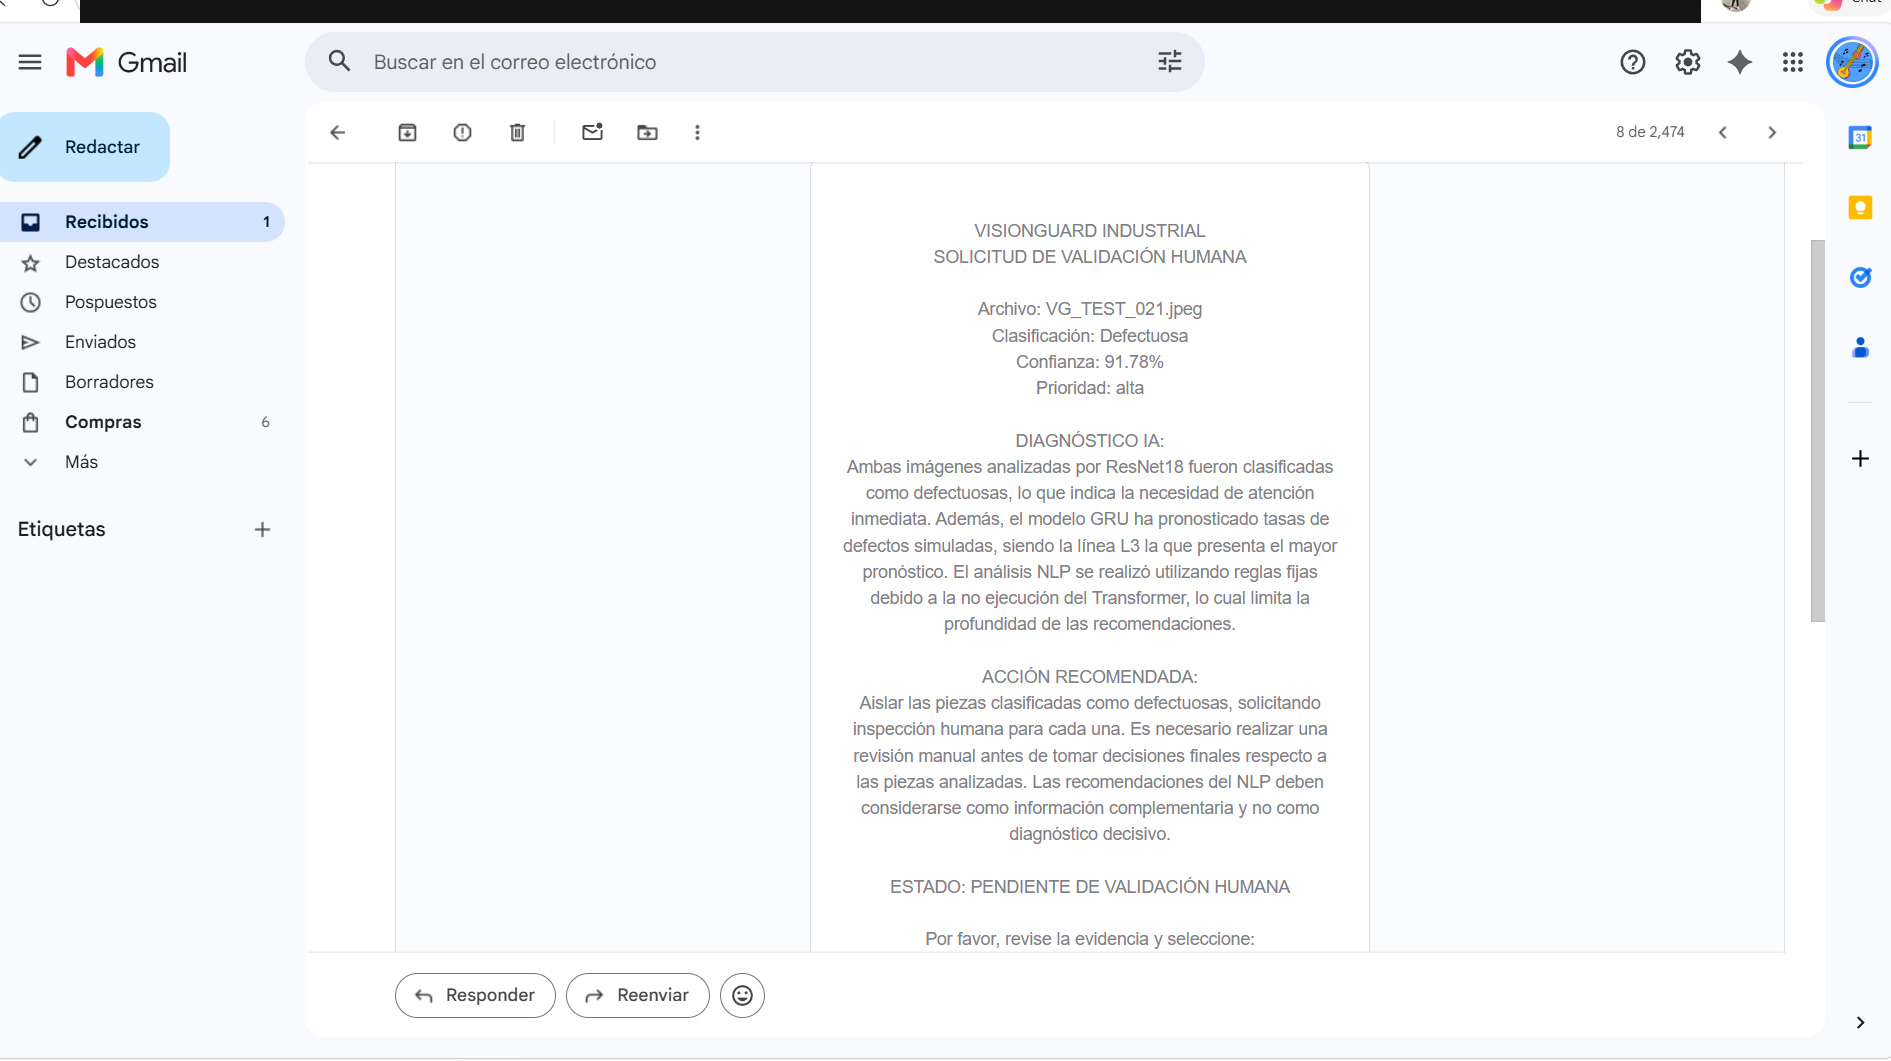 Gmail
Buscar en el correo electrónico
Redactar
8 de 2,474
31
Recibidos 1
Destacados
Pospuestos
Enviados
Borradores
Compras 6
Más
Etiquetas
VISIONGUARD INDUSTRIAL
SOLICITUD DE VALIDACIÓN HUMANA
Archivo: VG_TEST_021.jpeg
Clasificación: Defectuosa
Confianza: 91.78%
Prioridad: alta
DIAGNÓSTICO IA:
Ambas imágenes analizadas por ResNet18 fueron clasificadas
como defectuosas, lo que indica la necesidad de atención
inmediata. Además, el modelo GRU ha pronosticado tasas de
defectos simuladas, siendo la línea L3 la que presenta el mayor
pronóstico. El análisis NLP se realizó utilizando reglas fijas
debido a la no ejecución del Transformer, lo cual limita la
profundidad de las recomendaciones.
ACCIÓN RECOMENDADA:
Aislar las piezas clasificadas como defectuosas, solicitando
inspección humana para cada una. Es necesario realizar una
revisión manual antes de tomar decisiones finales respecto a
las piezas analizadas. Las recomendaciones del NLP deben
considerarse como información complementaria y no como
diagnóstico decisivo.
ESTADO: PENDIENTE DE VALIDACIÓN HUMANA
Por favor, revise la evidencia y seleccione:
Responder
Reenviar